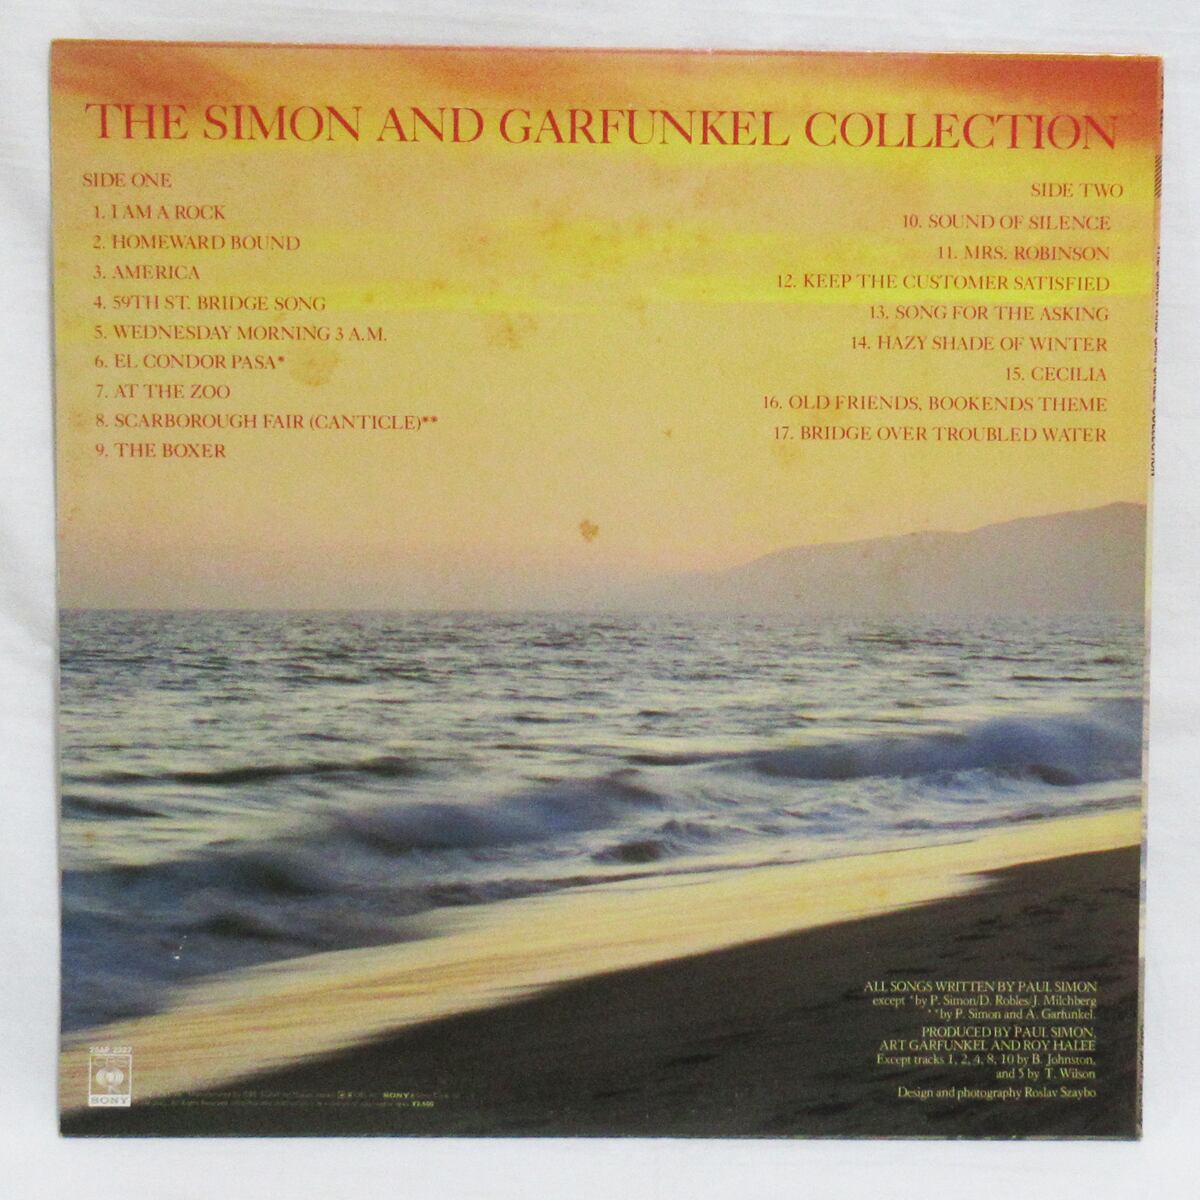 THE SIMON AND GARFUNKEL COLLECTION
SIDE ONE
1. I AM A ROCK
2. HOMEWARD BOUND
3. AMERICA
4. 59TH ST. BRIDGE SONG
5. WEDNESDAY MORNING 3 A.M.
6. EL CONDOR PASA*
7. AT THE ZOO
8. SCARBOROUGH FAIR (CANTICLE)**
9. THE BOXER
SIDE TWO
10. SOUND OF SILENCE
11. MRS. ROBINSON
12. KEEP THE CUSTOMER SATISFIED
13. SONG FOR THE ASKING
14. HAZY SHADE OF WINTER
15. CECILIA
16. OLD FRIENDS, BOOKENDS THEME
17. BRIDGE OVER TROUBLED WATER
ALL SONGS WRITTEN BY PAUL SIMON
except *by P. Simon/D. Robles/J. Milchberg
**by P. Simon and A. Garfunkel.
PRODUCED BY PAUL SIMON,
ART GARFUNKEL AND ROY HALEE
Except tracks 1, 2, 4, 8, 10 by B. Johnston,
and 5 by T. Wilson
Design and photography Roslav Szaybo
25AP 2227
CBS
SONY
SONY
¥2,500